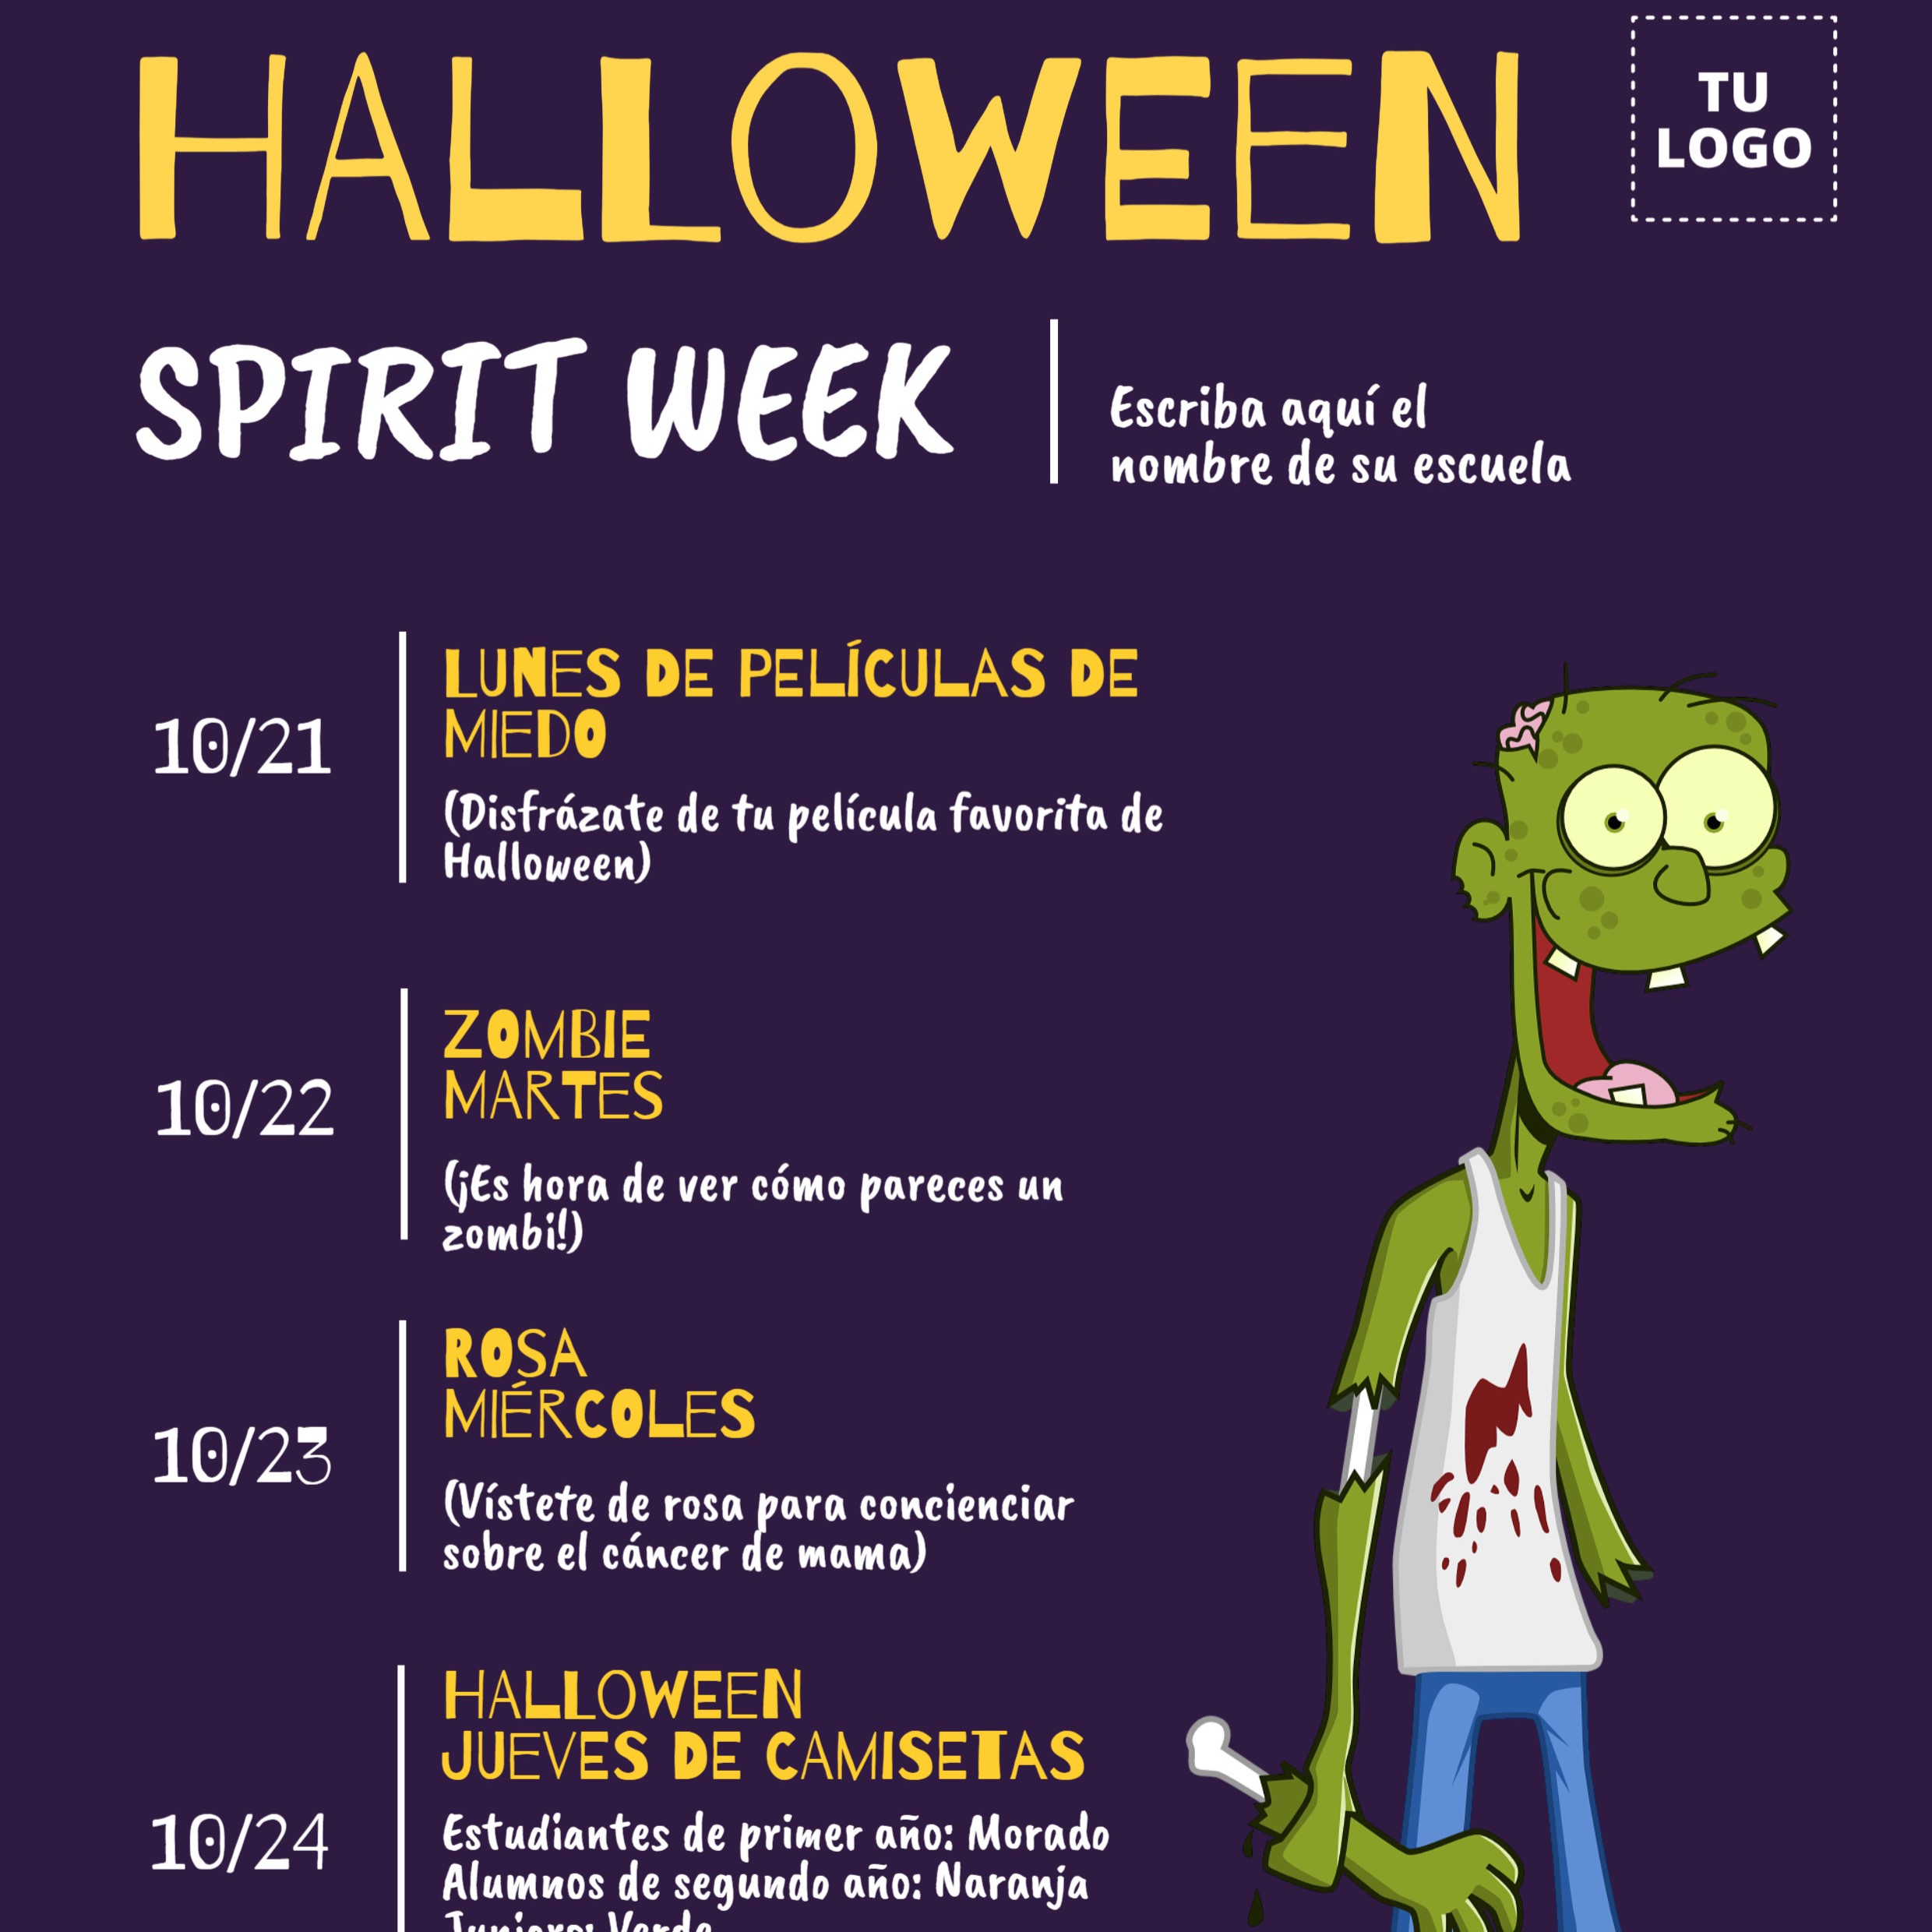 HALLOWEEN
TU
LOGO
SPIRIT WEEK
Escriba aquí el
nombre de su escuela
10/21
LUNES DE PELÍCULAS DE
MIEDO
(Disfrázate de tu película favorita de
Halloween)
10/22
ZOMBIE
MARTES
(¡Es hora de ver cómo pareces un
zombi!)
10/23
ROSA
MIÉRCOLES
(Vístete de rosa para concienciar
sobre el cáncer de mama)
10/24
HALLOWEEN
JUEVES DE CAMISETAS
Estudiantes de primer año: Morado
Alumnos de segundo año: Naranja
Juniors: Verde